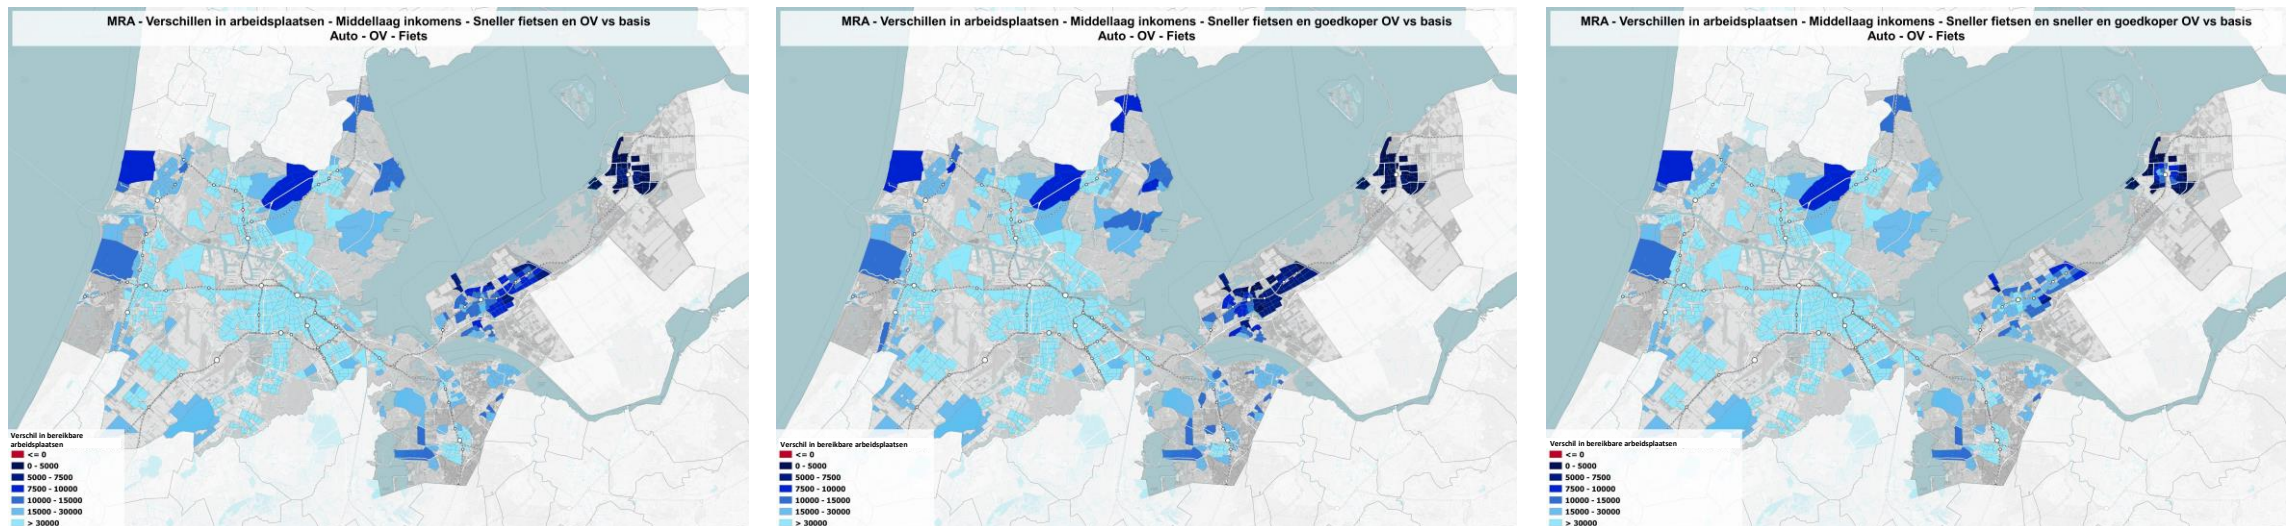 MRA - Verschillen in arbeidsplaatsen - Middellaag inkomens - Sneller fietsen en OV vs basis
Auto - OV - Fiets
Verschil in bereikbare
arbeidsplaatsen
<= 0
0 - 5000
5000 - 7500
7500 - 10000
10000 - 15000
15000 - 30000
> 30000
MRA - Verschillen in arbeidsplaatsen - Middellaag inkomens - Sneller fietsen en goedkoper OV vs basis
Auto - OV - Fiets
Verschil in bereikbare arbeidsplaatsen
<= 0
0 - 5000
5000 - 7500
7500 - 10000
10000 - 15000
15000 - 30000
> 30000
MRA - Verschillen in arbeidsplaatsen - Middellaag inkomens - Sneller fietsen en sneller en goedkoper OV vs basis
Auto - OV - Fiets
Verschil in bereikbare arbeidsplaatsen
<= 0
0 - 5000
5000 - 7500
7500 - 10000
10000 - 15000
15000 - 30000
> 30000